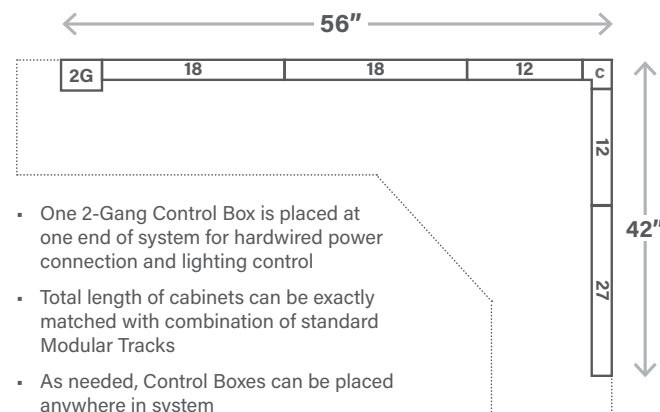 56"
2G 18 18 12 C
12
42"
27
▪ One 2-Gang Control Box is placed at
one end of system for hardwired power
connection and lighting control
▪ Total length of cabinets can be exactly
matched with combination of standard
Modular Tracks
▪ As needed, Control Boxes can be placed
anywhere in system